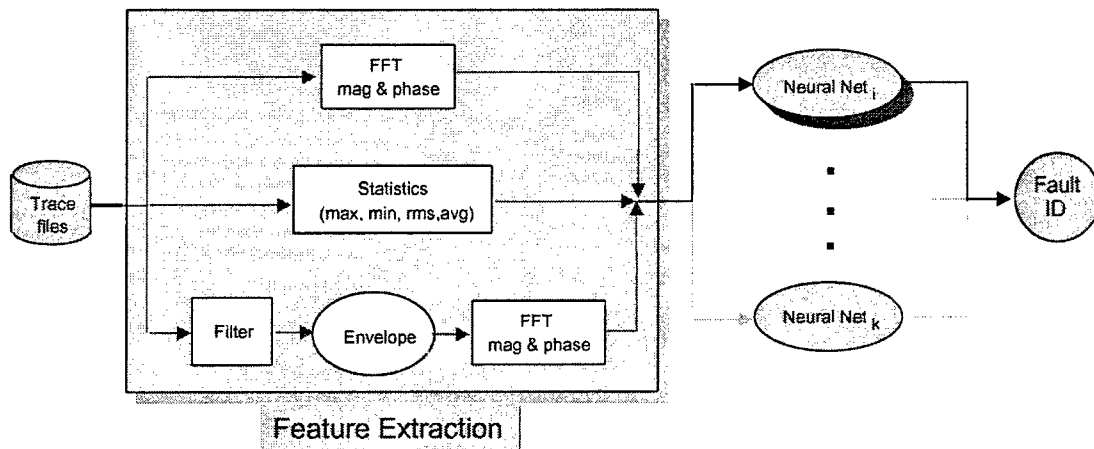 Trace
files
FFT
mag & phase
Statistics
(max, min, rms,avg)
Filter
Envelope
FFT
mag & phase
Feature Extraction
Neural Net i
Neural Net k
Fault
ID